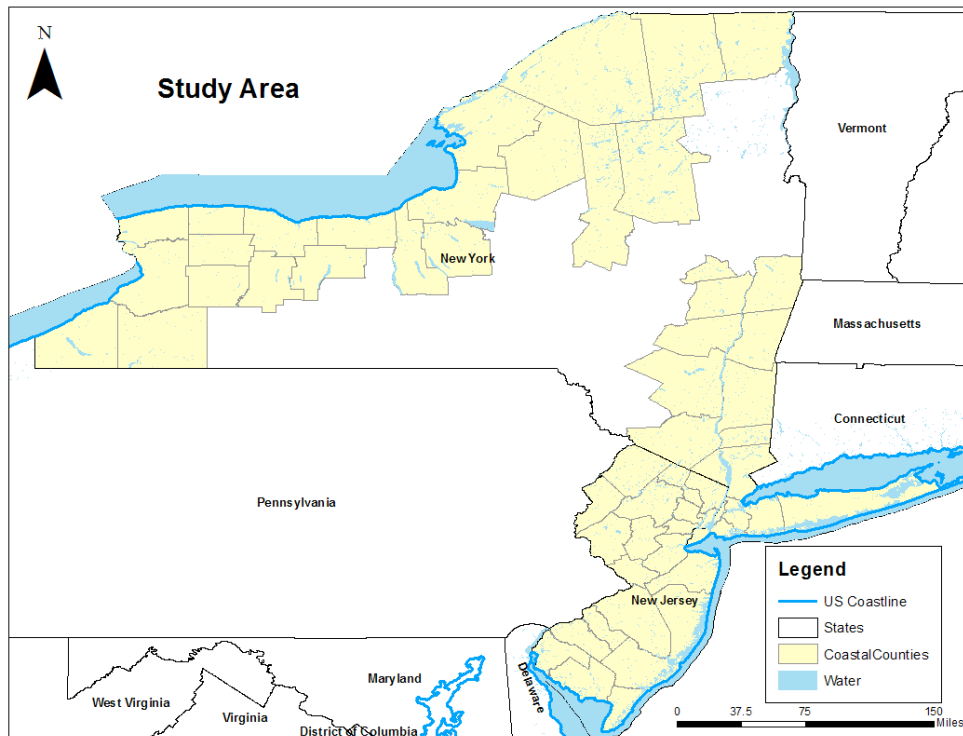 N
Study Area
Vermont
New York
Massachusetts
Connecticut
Pennsylvania
New Jersey
Maryland
Delaware
West Virginia
Virginia
District of Columbia
Legend
US Coastline
States
CoastalCounties
Water
0 37.5 75 150
Miles